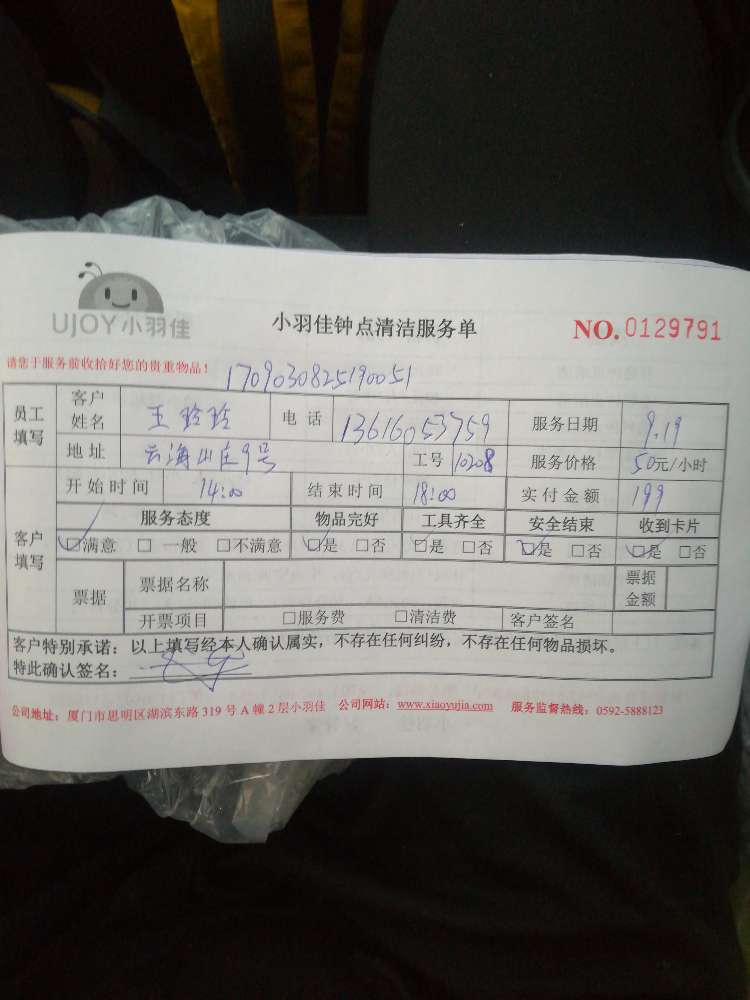 UJOY小羽佳
小羽佳钟点清洁服务单
NO. 0129791
请您于服务前收拾好您的贵重物品！
1709030825190051
员工填写 客户姓名 王玲玲 电话 13616053759 服务日期 9.19
地址 云海山庄9号 工号 10208 服务价格 50元/小时
客户填写 开始时间 14:00 结束时间 18:00 实付金额 199
服务态度 物品完好 工具齐全 安全结束 收到卡片
☑满意 □一般 □不满意 ☑是 □否 ☑是 □否 ☑是 □否 ☑是 □否
票据 票据名称 票据金额
开票项目 □服务费 □清洁费 客户签名
客户特别承诺：以上填写经本人确认属实，不存在任何纠纷，不存在任何物品损坏。
特此确认签名：
公司地址：厦门市思明区湖滨东路 319 号 A 幢 2 层小羽佳 公司网站：www.xiaoyujia.com 服务监督热线：0592-5888123